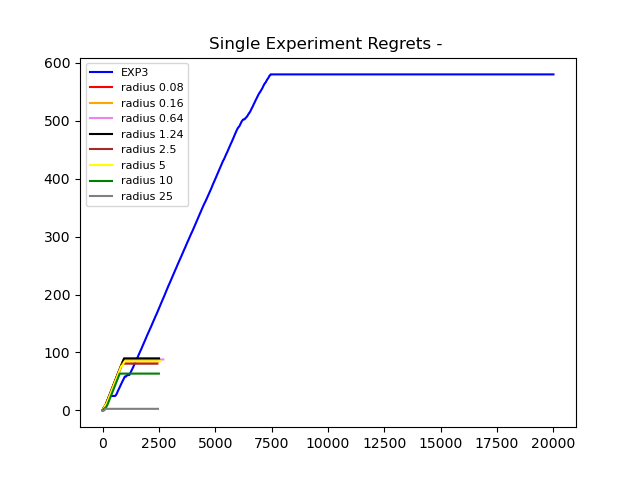 Single Experiment Regrets -
600
500
400
300
200
100
0
EXP3
radius 0.08
radius 0.16
radius 0.64
radius 1.24
radius 2.5
radius 5
radius 10
radius 25
0 2500 5000 7500 10000 12500 15000 17500 20000